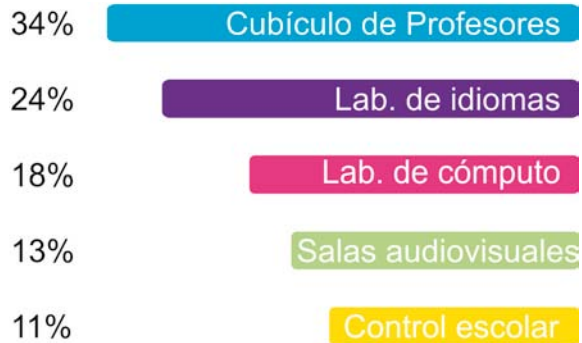 34% Cubículo de Profesores
24% Lab. de idiomas
18% Lab. de cómputo
13% Salas audiovisuales
11% Control escolar